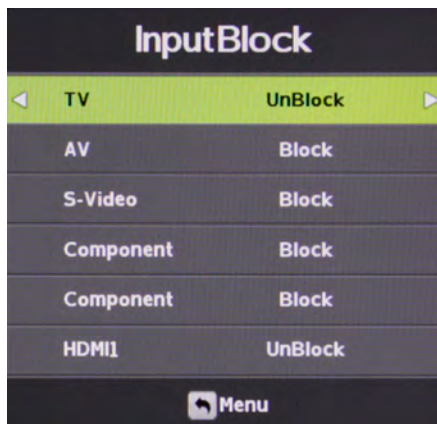 InputBlock
TV UnBlock
AV Block
S-Video Block
Component Block
Component Block
HDMI1 UnBlock
Menu